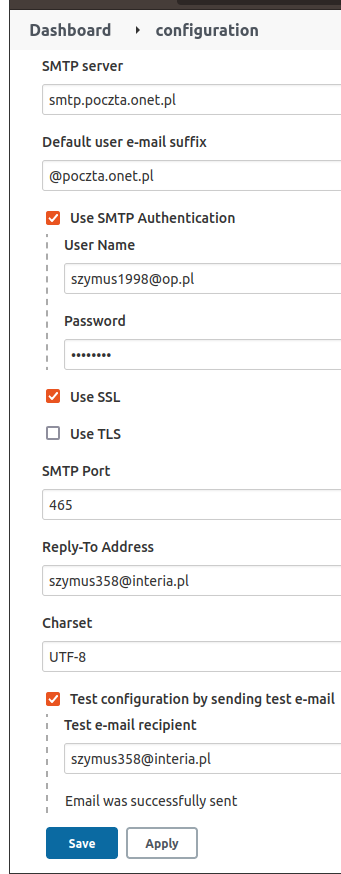 Dashboard configuration
SMTP server
smtp.poczta.onet.pl
Default user e-mail suffix
@poczta.onet.pl
Use SMTP Authentication
User Name
szymus1998@op.pl
Password
••••••••
Use SSL
Use TLS
SMTP Port
465
Reply-To Address
szymus358@interia.pl
Charset
UTF-8
Test configuration by sending test e-mail
Test e-mail recipient
szymus358@interia.pl
Email was successfully sent
Save Apply